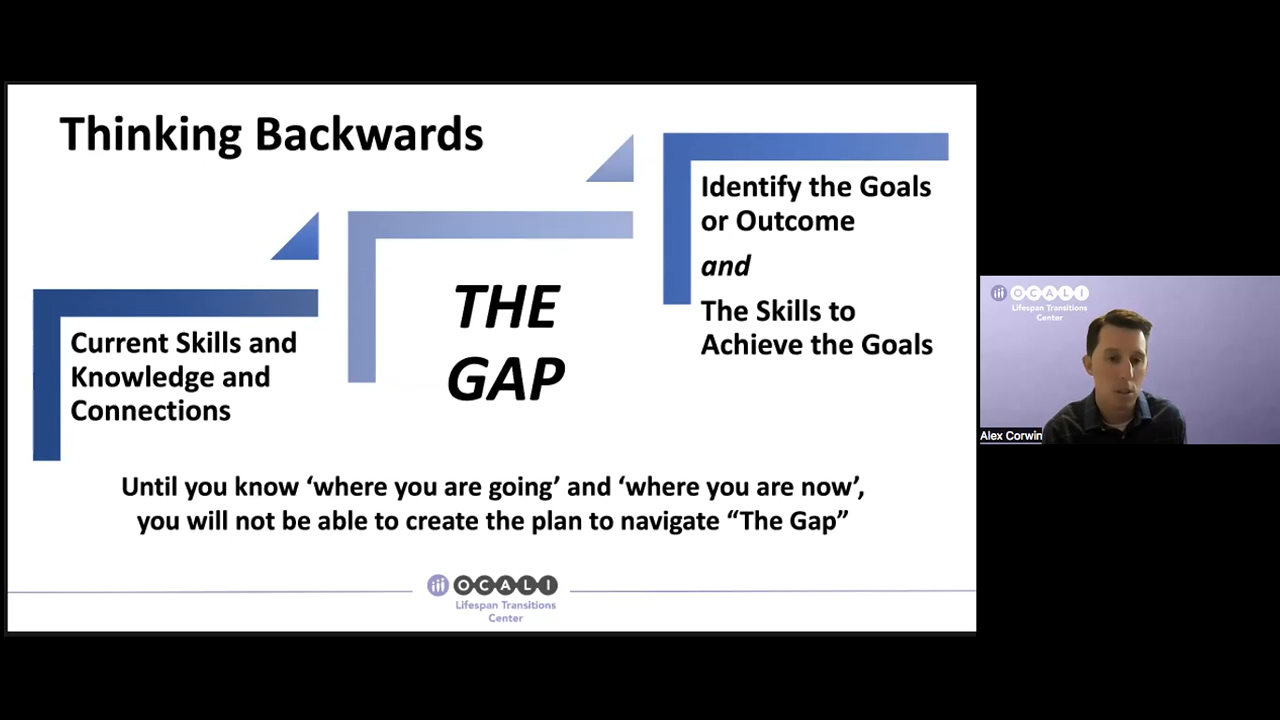 Thinking Backwards
Current Skills and
Knowledge and
Connections
THE
GAP
Identify the Goals
or Outcome
and
The Skills to
Achieve the Goals
Until you know ‘where you are going’ and ‘where you are now’,
you will not be able to create the plan to navigate “The Gap”
OCALI
Lifespan Transitions
Center
OCALI
Lifespan Transitions
Center
Alex Corwin